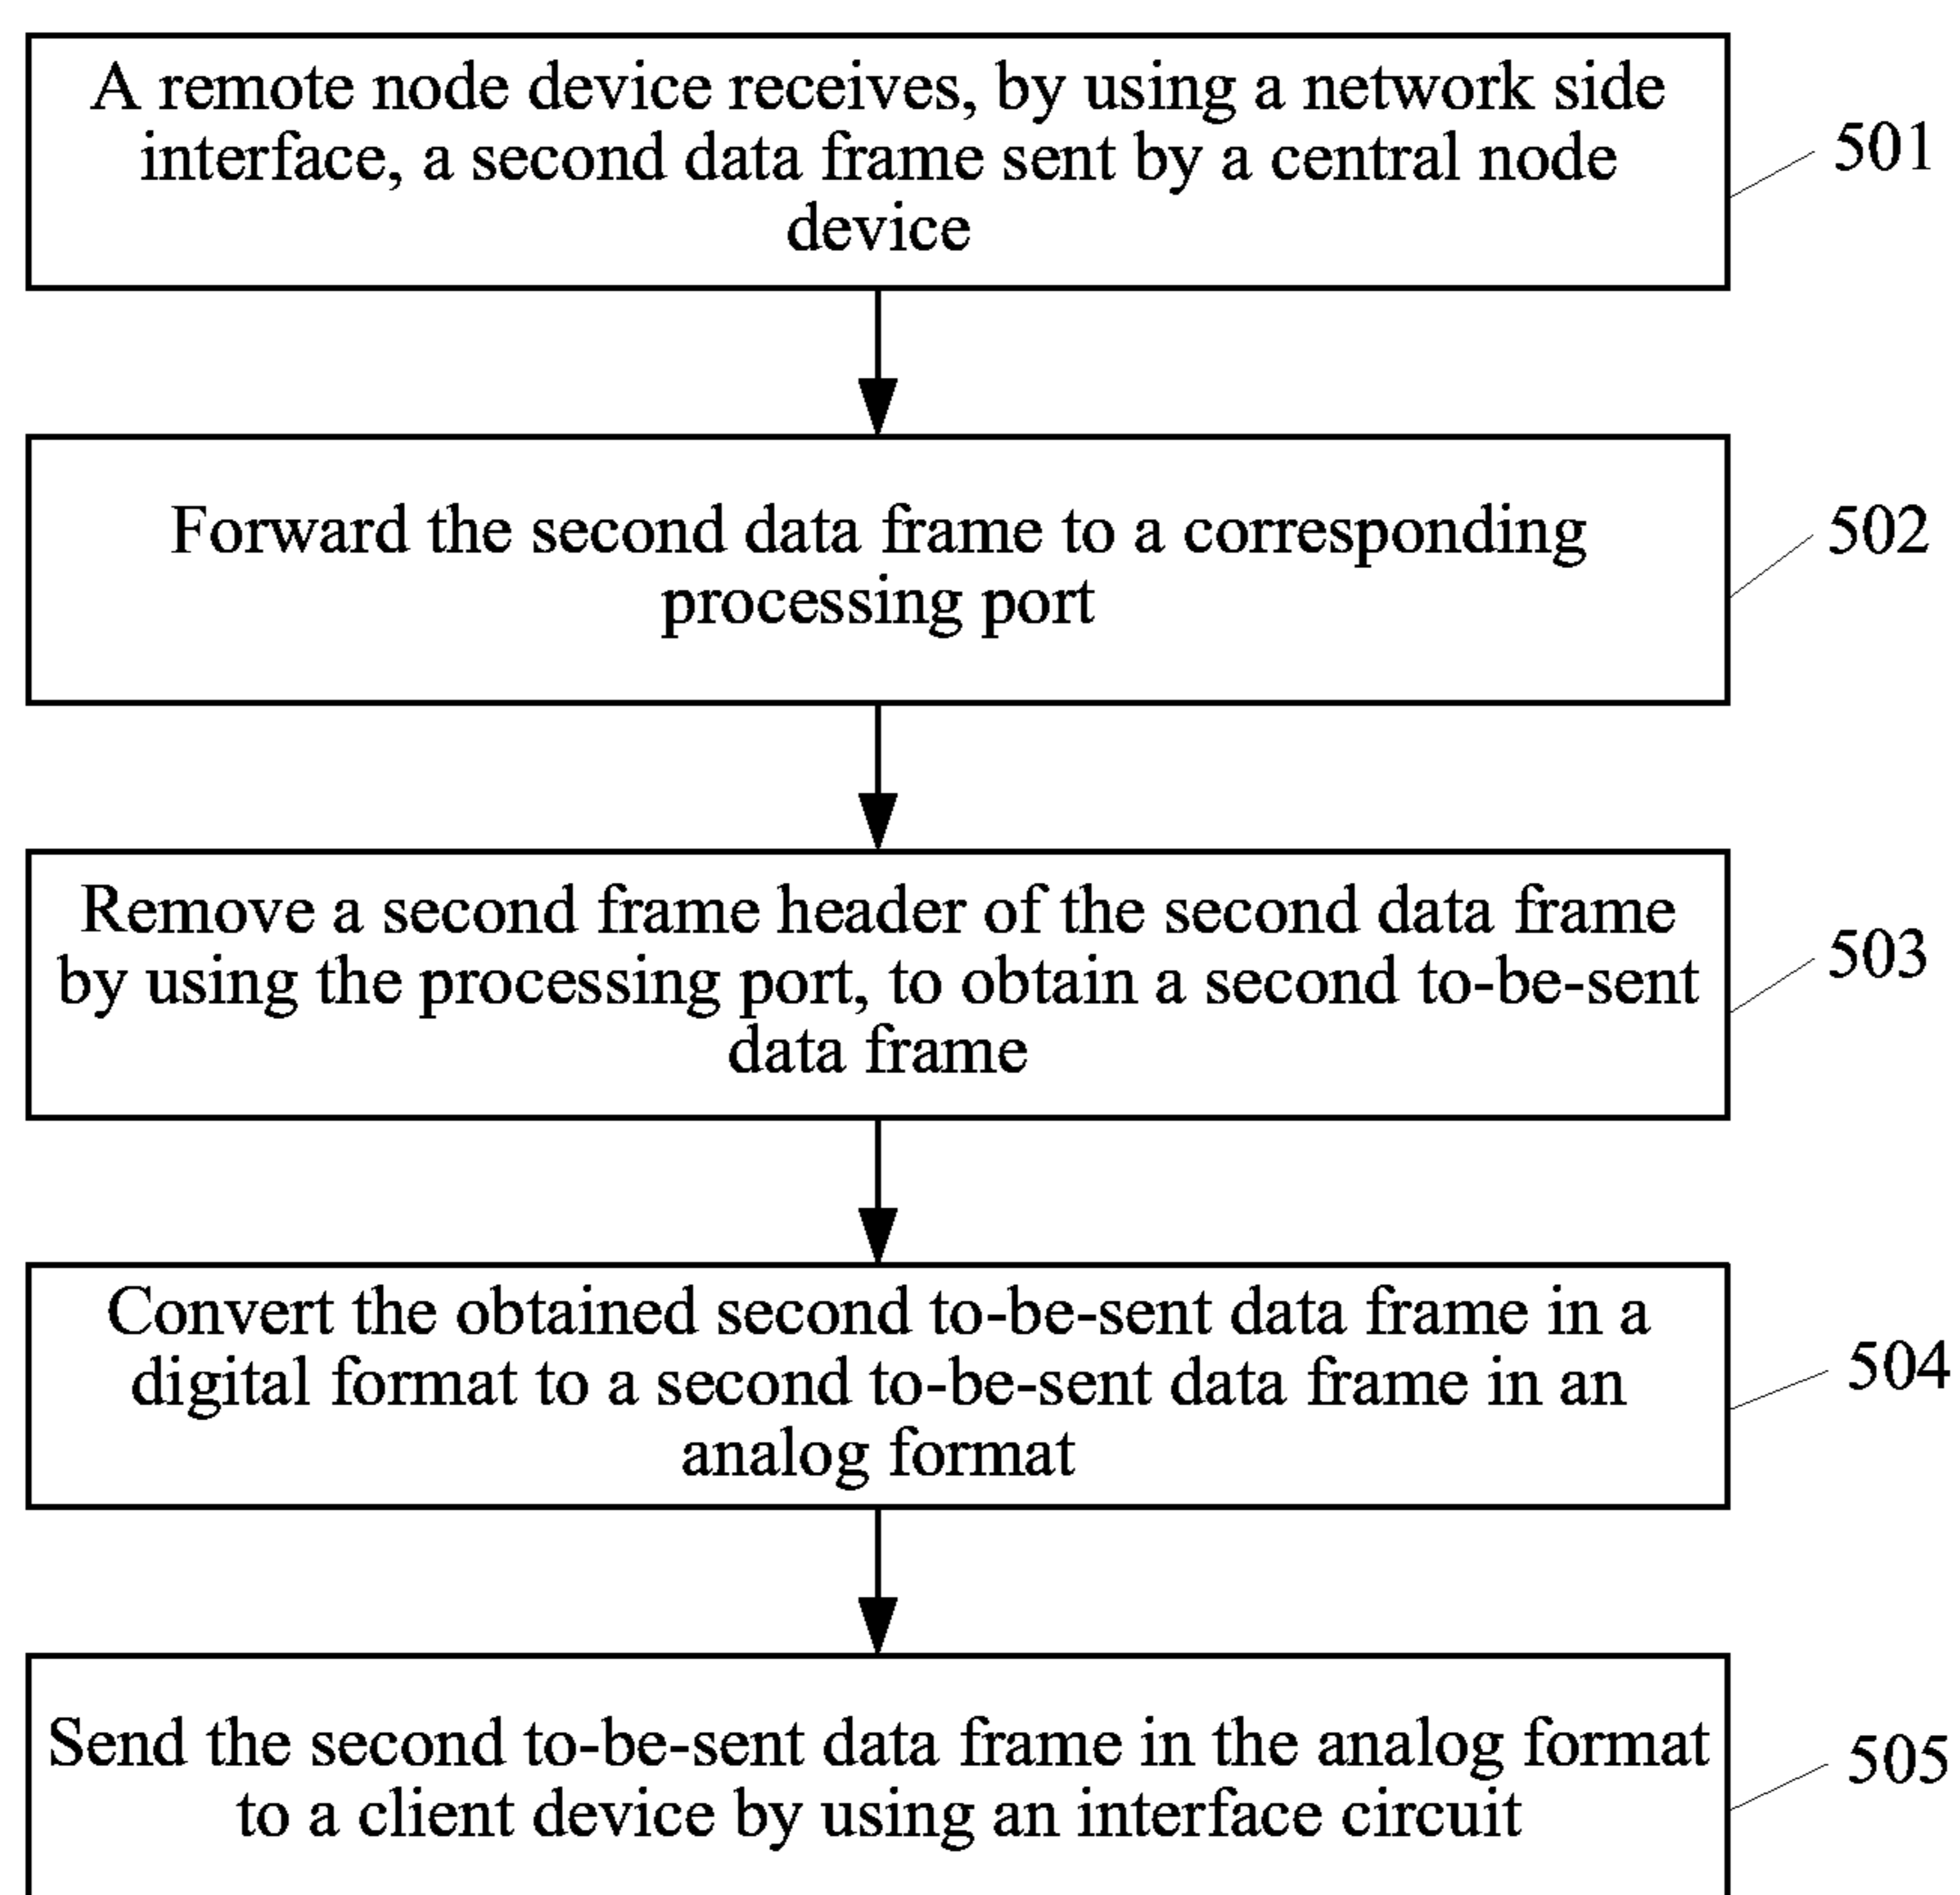 A remote node device receives, by using a network side
interface, a second data frame sent by a central node
device
501
Forward the second data frame to a corresponding
processing port
502
Remove a second frame header of the second data frame
by using the processing port, to obtain a second to-be-sent
data frame
503
Convert the obtained second to-be-sent data frame in a
digital format to a second to-be-sent data frame in an
analog format
504
Send the second to-be-sent data frame in the analog format
to a client device by using an interface circuit
505